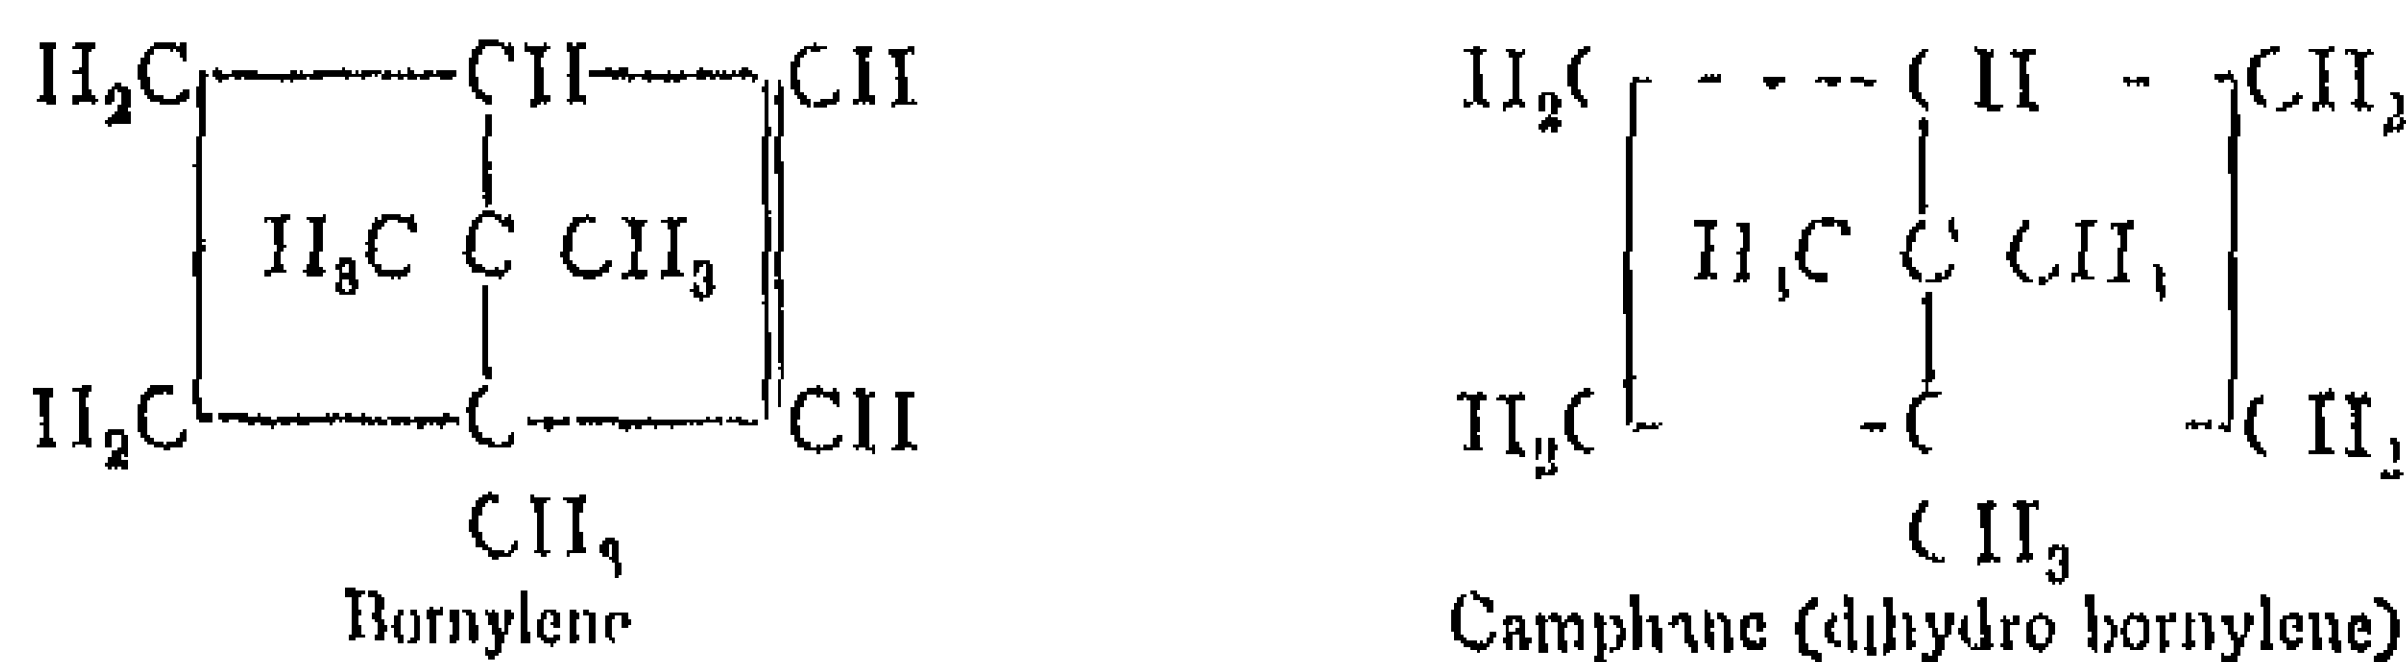 H₂C CH CH H₂C CH CH₂
H₃C C CH₃ H₃C C CH₃
H₂C C CH H₂C C CH₂
CH₃ CH₃
Bornylene Camphane (dihydro bornylene)